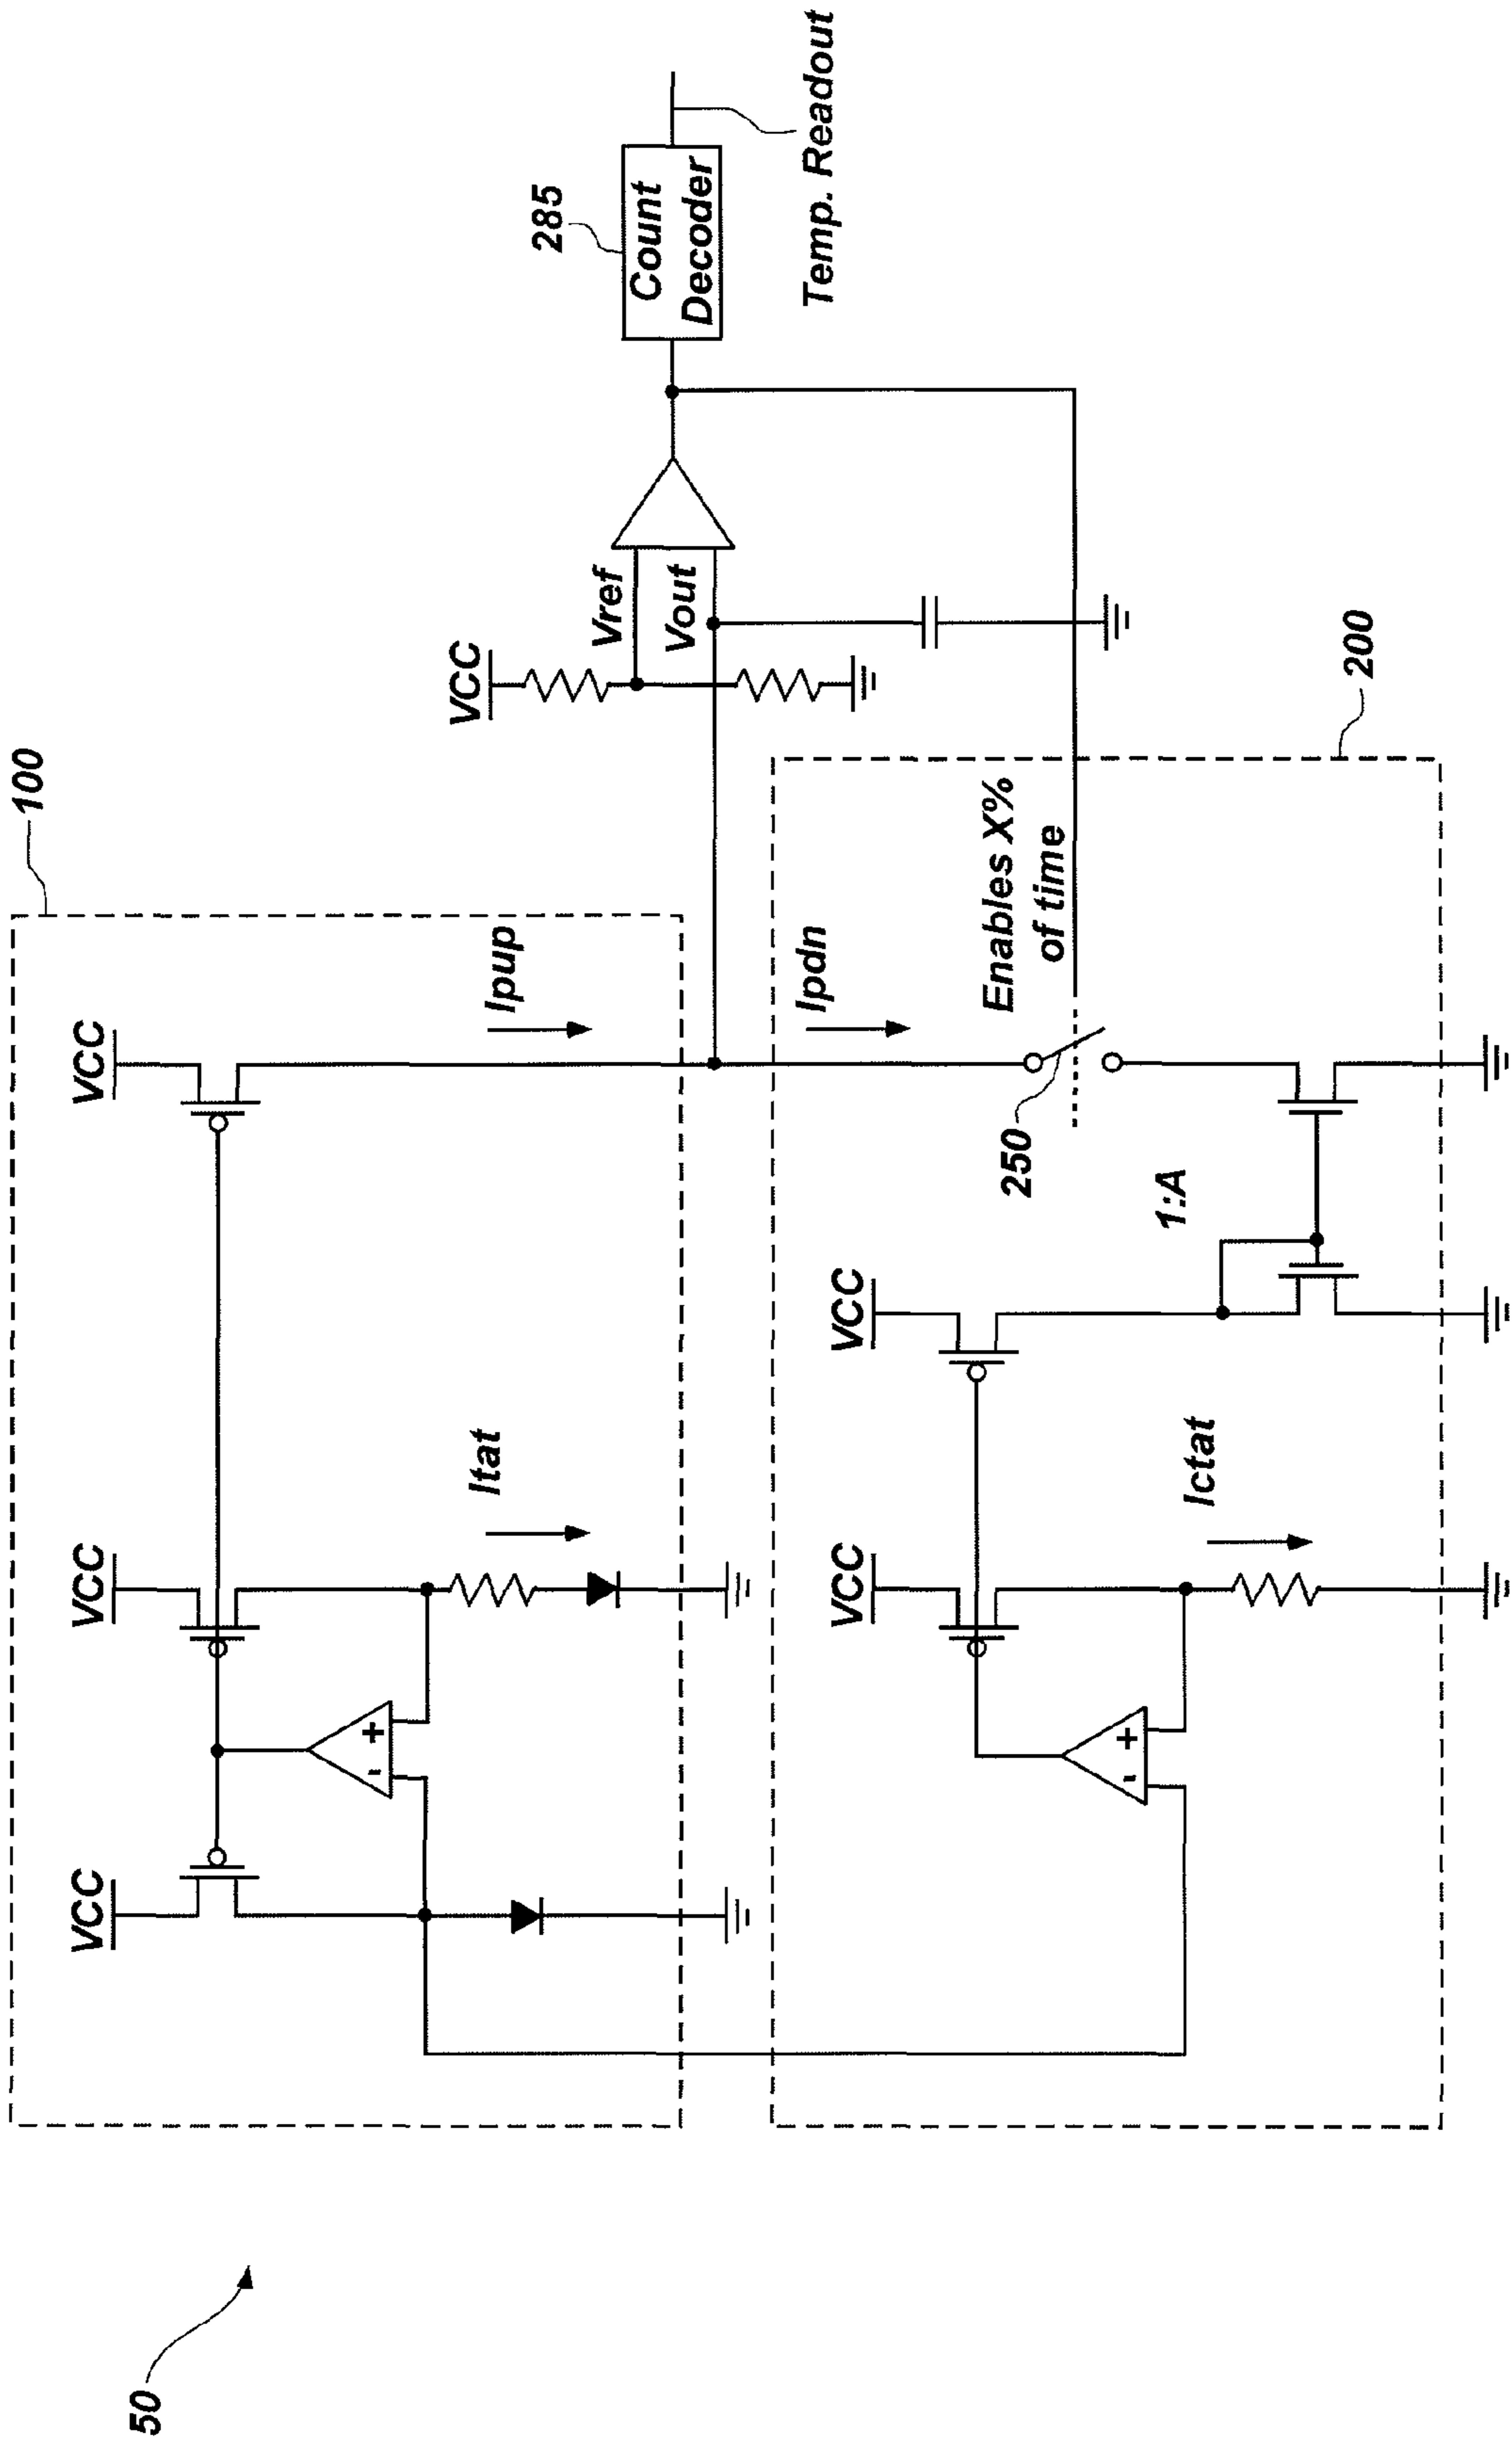 50
100
VCC
VCC
VCC
Itat
Ipup
VCC
Vref
Vout
285
Count
Decoder
Temp. Readout
200
VCC
VCC
Ictat
1:A
250
Ipdn
Enables X%
of time
+
-
+
-